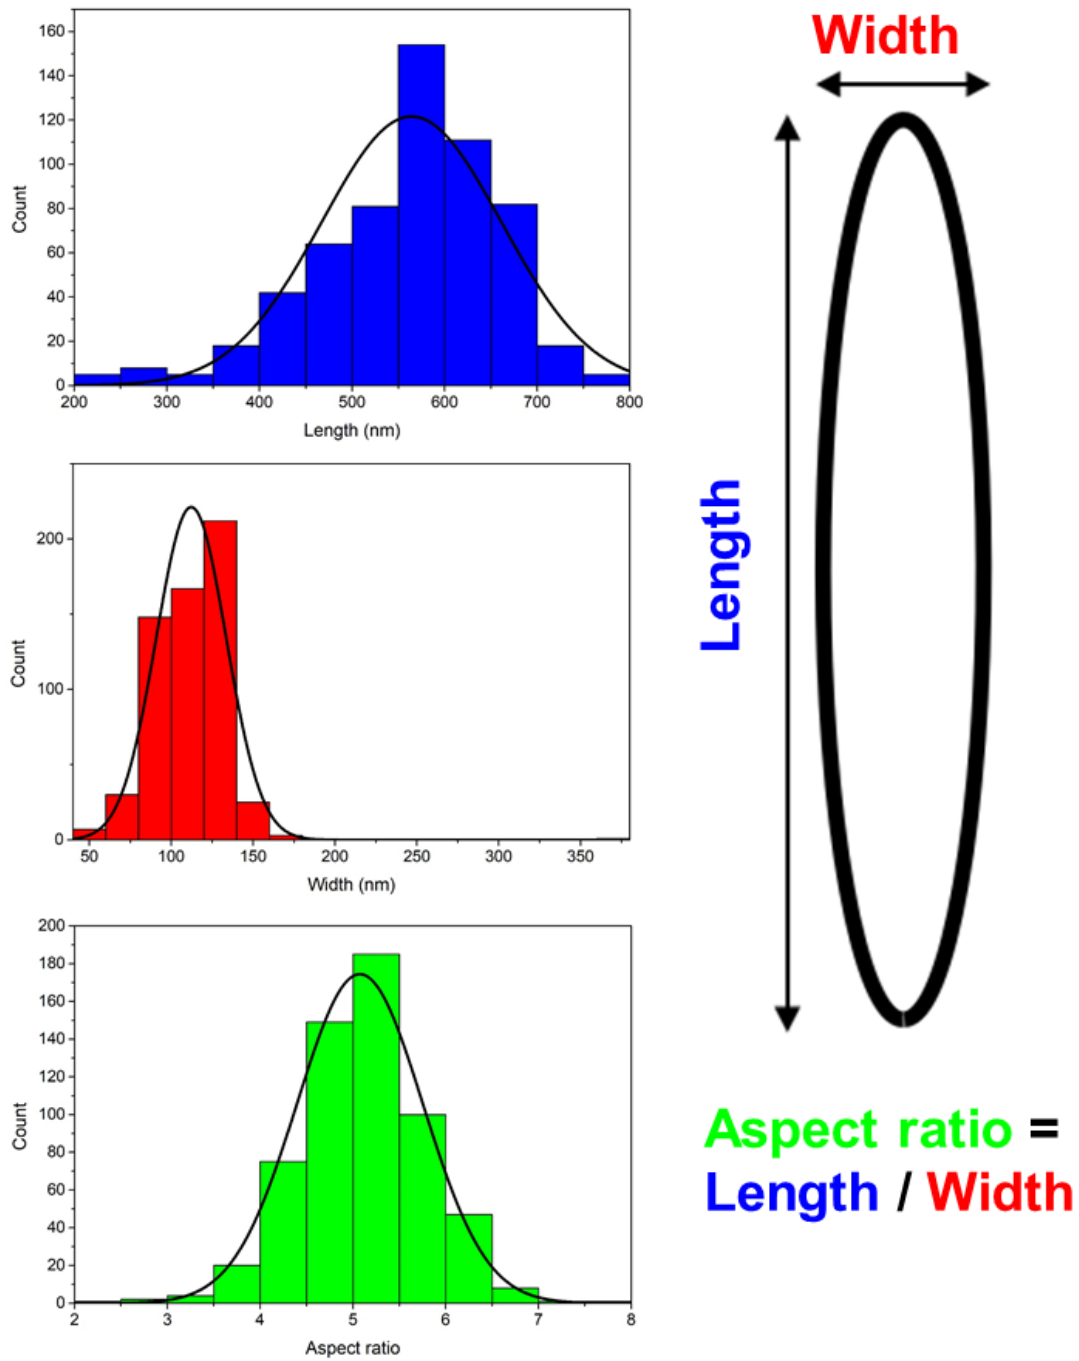 160
140
120
100
80
60
40
20
0
Count
200 300 400 500 600 700 800
Length (nm)
200
100
0
Count
50 100 150 200 250 300 350
Width (nm)
200
180
160
140
120
100
80
60
40
20
0
Count
2 3 4 5 6 7 8
Aspect ratio
Width
Length
Aspect ratio =
Length / Width